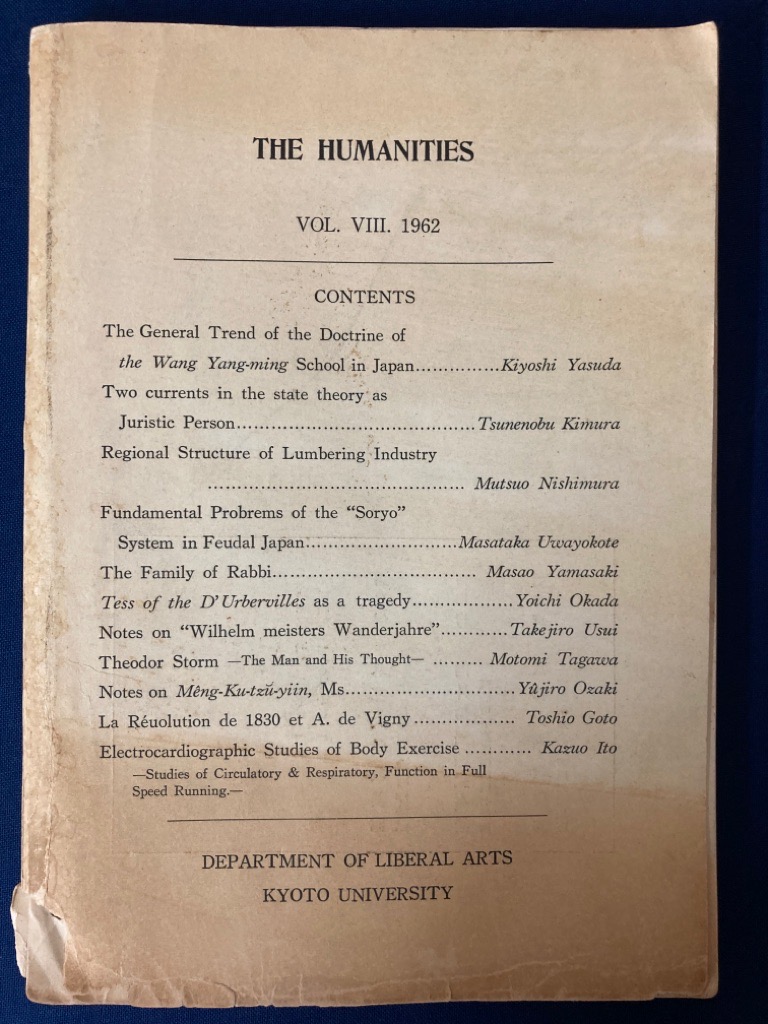 THE HUMANITIES
VOL. VIII. 1962
CONTENTS
The General Trend of the Doctrine of
the Wang Yang-ming School in Japan...............Kiyoshi Yasuda
Two currents in the state theory as
Juristic Person..........................................Tsunenobu Kimura
Regional Structure of Lumbering Industry
............................................. Mutsuo Nishimura
Fundamental Probrems of the “Soryo”
System in Feudal Japan...........................Masataka Uwayokote
The Family of Rabbi.................................... Masao Yamasaki
Tess of the D’Urbervilles as a tragedy..................Yoichi Okada
Notes on “Wilhelm meisters Wanderjahre”............Takejiro Usui
Theodor Storm —The Man and His Thought— ......... Motomi Tagawa
Notes on Mêng-Ku-tzŭ-yiin, Ms..............................Yûjiro Ozaki
La Réuolution de 1830 et A. de Vigny.................. Toshio Goto
Electrocardiographic Studies of Body Exercise ............ Kazuo Ito
—Studies of Circulatory & Respiratory, Function in Full
Speed Running.—
DEPARTMENT OF LIBERAL ARTS
KYOTO UNIVERSITY